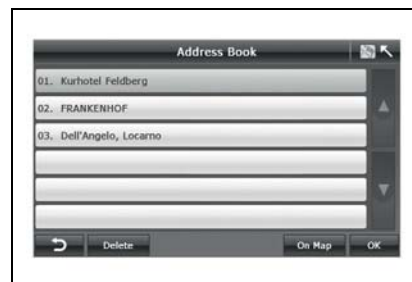 Address Book
01. Kurhotel Feldberg
02. FRANKENHOF
03. Dell'Angelo, Locarno
Delete
On Map
OK